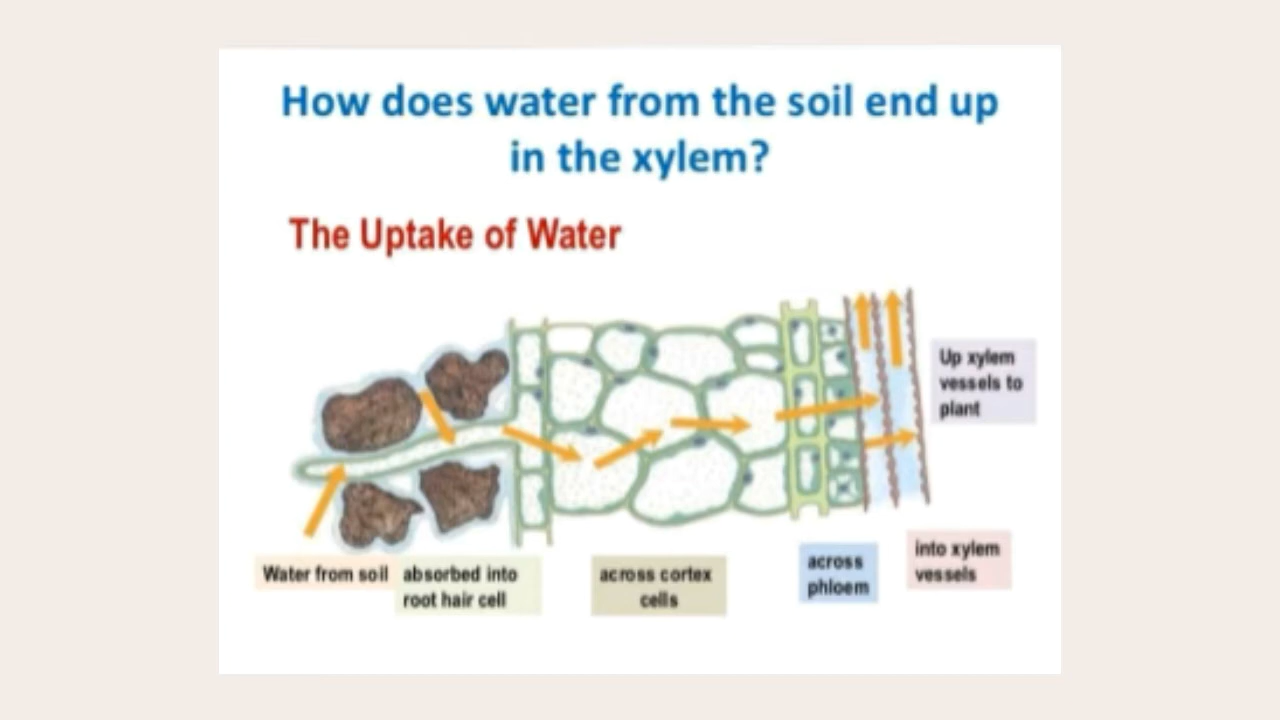 How does water from the soil end up
in the xylem?
The Uptake of Water
Up xylem
vessels to
plant
Water from soil
absorbed into
root hair cell
across cortex
cells
across
phloem
into xylem
vessels